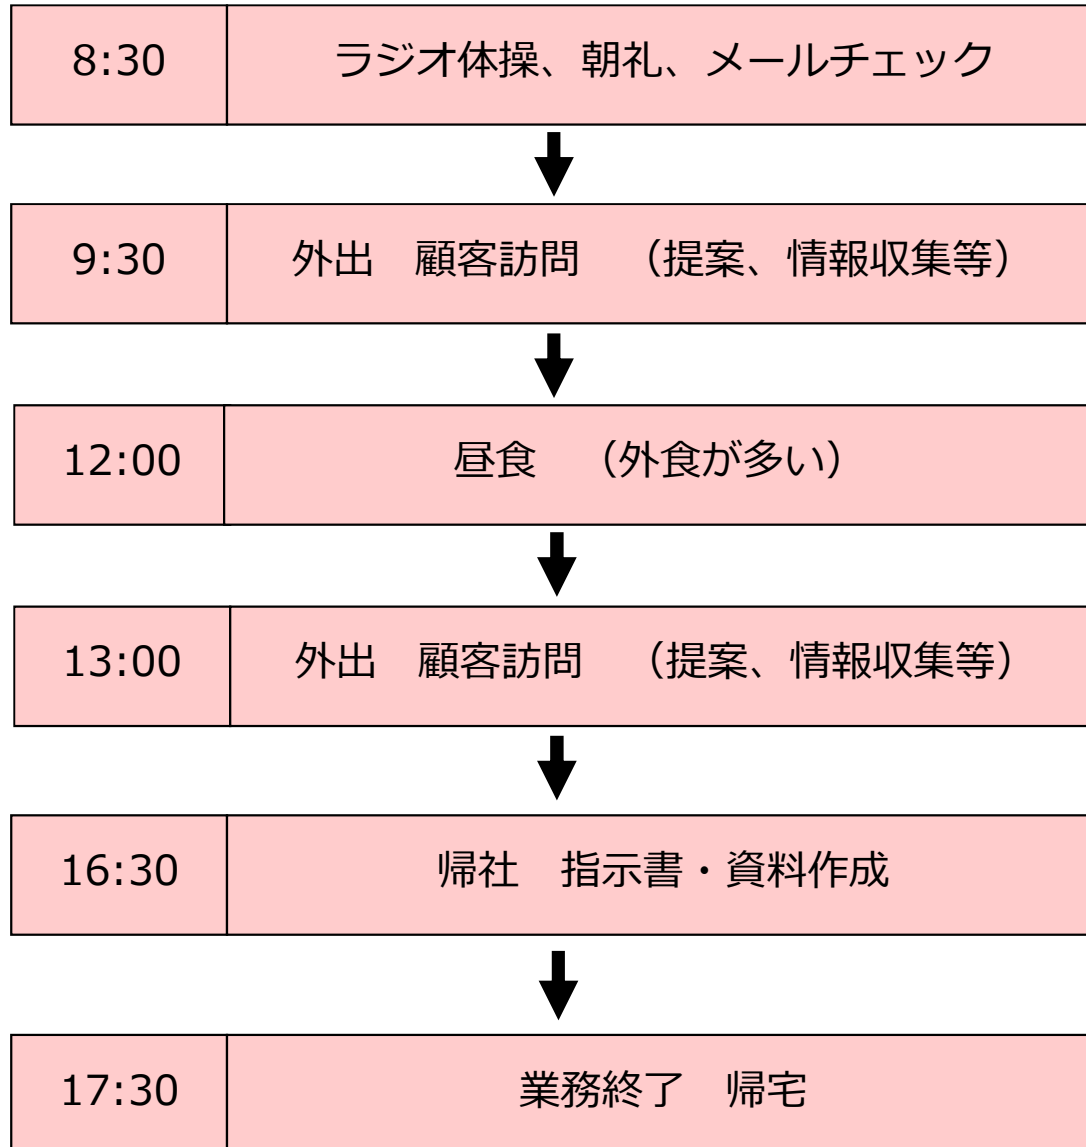 8:30 ラジオ体操、朝礼、メールチェック
9:30 外出　顧客訪問　（提案、情報収集等）
12:00 昼食　（外食が多い）
13:00 外出　顧客訪問　（提案、情報収集等）
16:30 帰社　指示書・資料作成
17:30 業務終了　帰宅